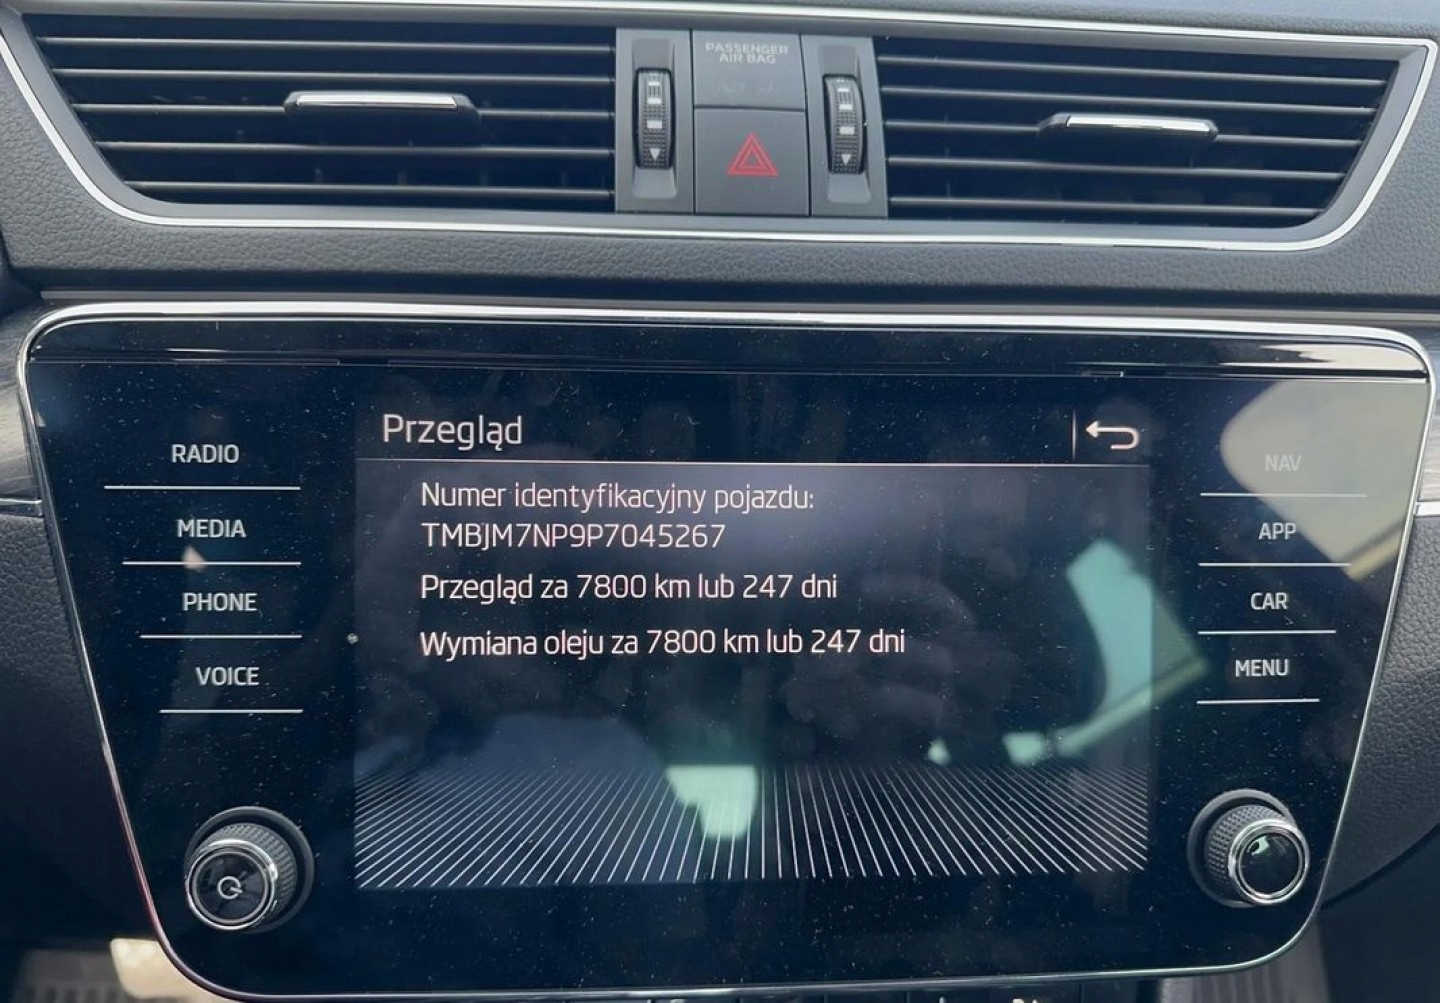 PASSENGER
AIR BAG
Przegląd
RADIO
MEDIA
PHONE
VOICE
Numer identyfikacyjny pojazdu:
TMBJM7NP9P7045267
Przegląd za 7800 km lub 247 dni
Wymiana oleju za 7800 km lub 247 dni
NAV
APP
CAR
MENU